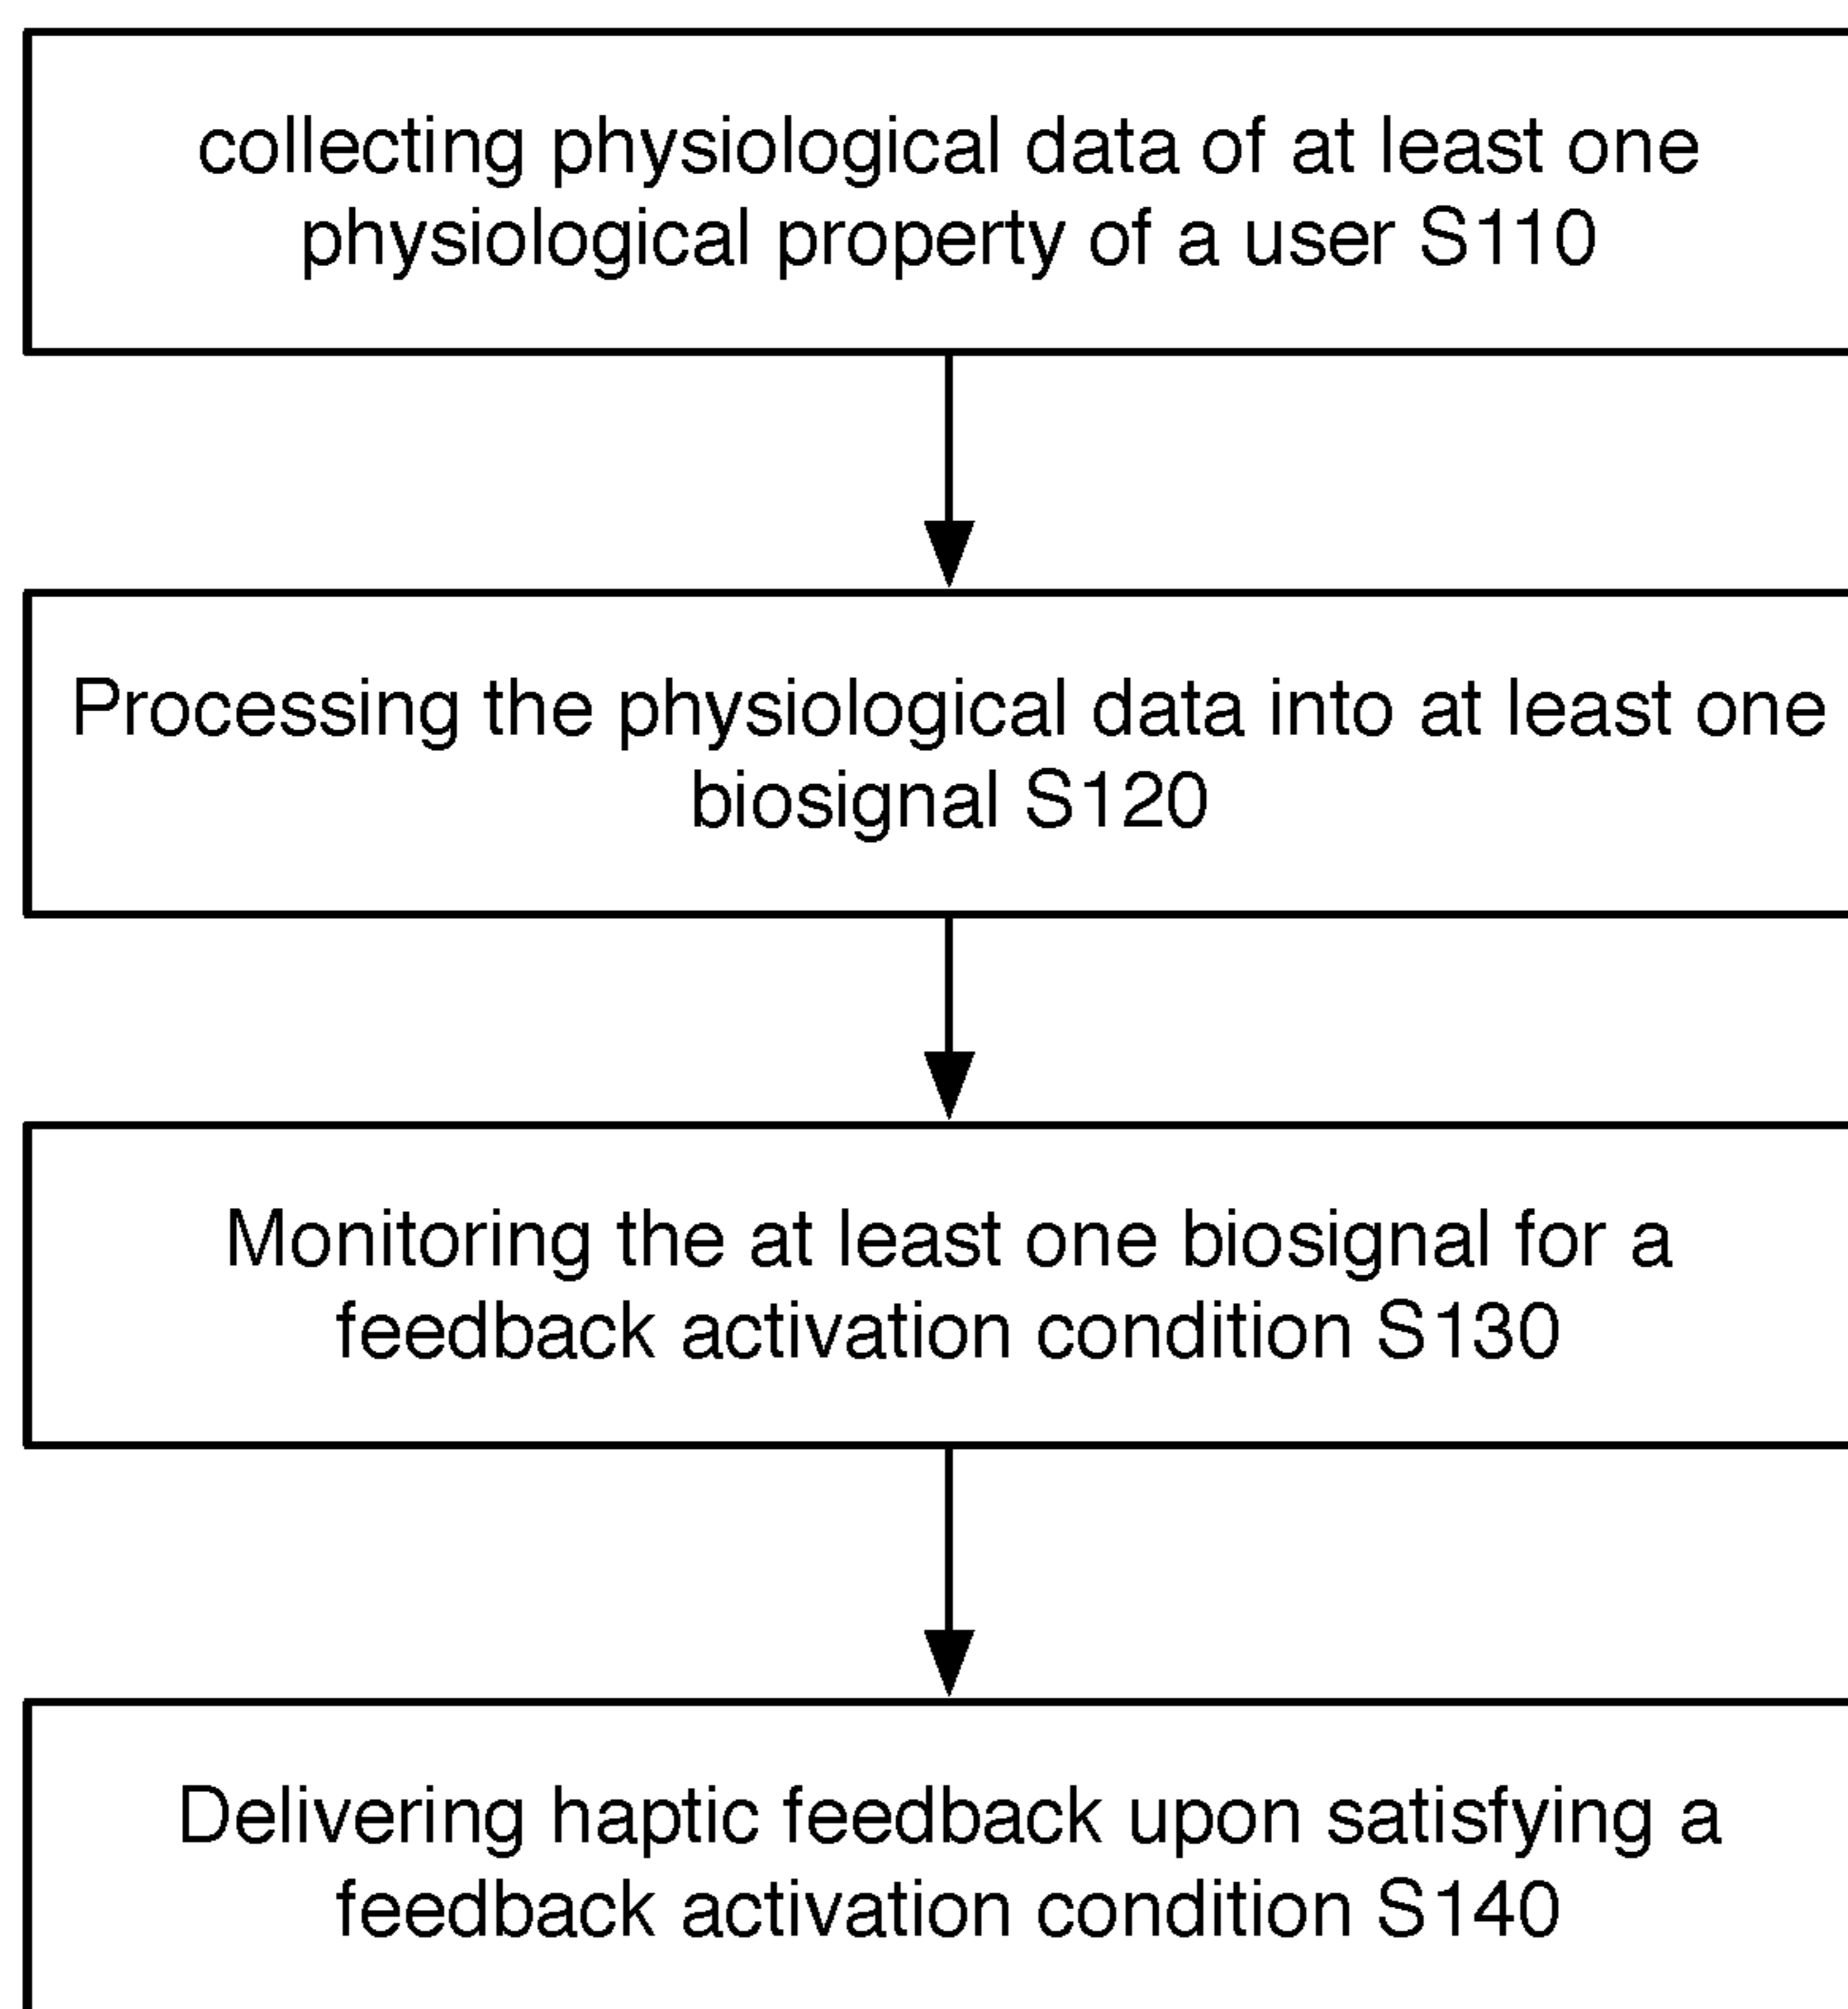 collecting physiological data of at least one
physiological property of a user S110
Processing the physiological data into at least one
biosignal S120
Monitoring the at least one biosignal for a
feedback activation condition S130
Delivering haptic feedback upon satisfying a
feedback activation condition S140